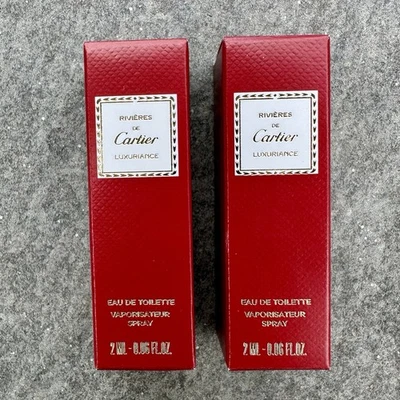 RIVIÈRES
DE
Cartier
LUXURIANCE
EAU DE TOILETTE
VAPORISATEUR
SPRAY
2 ML - 0.06 FL.OZ.
RIVIÈRES
DE
Cartier
LUXURIANCE
EAU DE TOILETTE
VAPORISATEUR
SPRAY
2 ML - 0.06 FL.OZ.